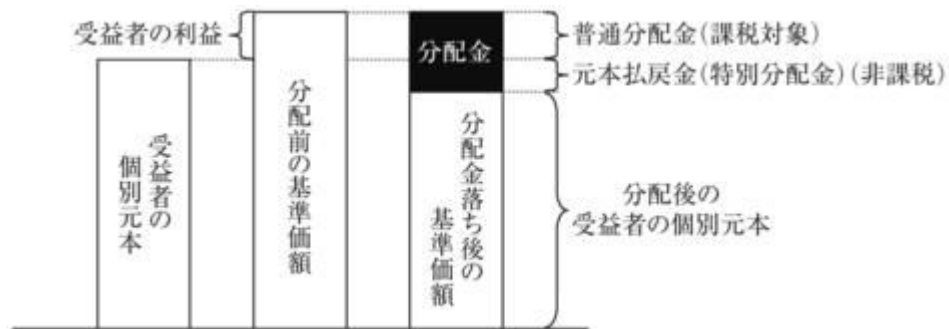 受益者の利益
分配金
普通分配金(課税対象)
元本払戻金(特別分配金)(非課税)
受益者の
個別元本
分配前の基準価額
分配金落ち後の
基準価額
分配後の
受益者の個別元本